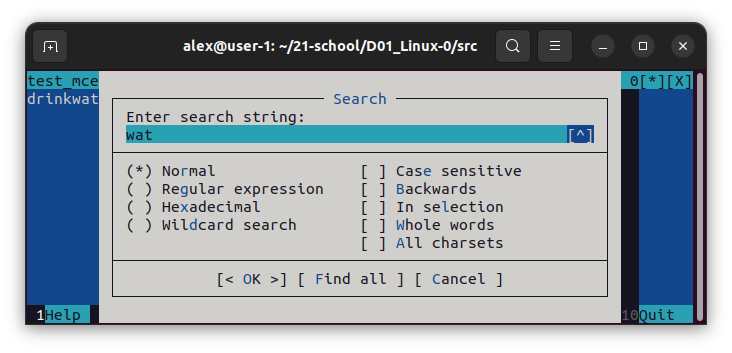 alex@user-1: ~/21-school/D01_Linux-0/src
test_mce 0[*][X]
drinkwat
Search
Enter search string:
wat [^]
(*) Normal [ ] Case sensitive
( ) Regular expression [ ] Backwards
( ) Hexadecimal [ ] In selection
( ) Wildcard search [ ] Whole words
[ ] All charsets
[< OK >] [ Find all ] [ Cancel ]
1Help 10Quit